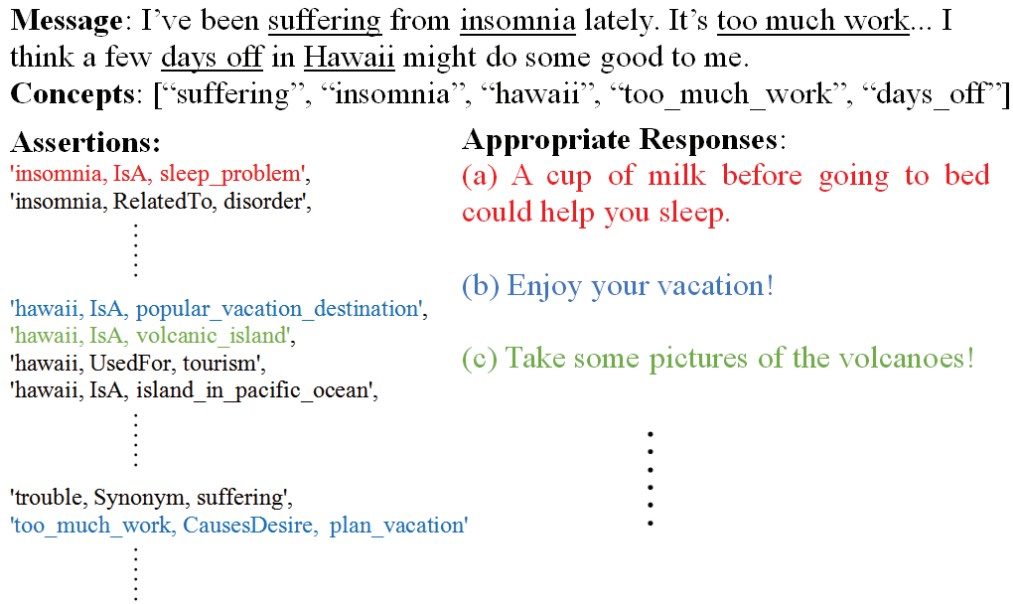 Message: I've been suffering from insomnia lately. It's too much work... I
think a few days off in Hawaii might do some good to me.
Concepts: [“suffering”, “insomnia”, “hawaii”, “too_much_work”, “days_off”]
Assertions:
'insomnia, IsA, sleep_problem',
'insomnia, RelatedTo, disorder',
'hawaii, IsA, popular_vacation_destination',
'hawaii, IsA, volcanic_island',
'hawaii, UsedFor, tourism',
'hawaii, IsA, island_in_pacific_ocean',
'trouble, Synonym, suffering',
'too_much_work, CausesDesire, plan_vacation'
Appropriate Responses:
(a) A cup of milk before going to bed
could help you sleep.
(b) Enjoy your vacation!
(c) Take some pictures of the volcanoes!